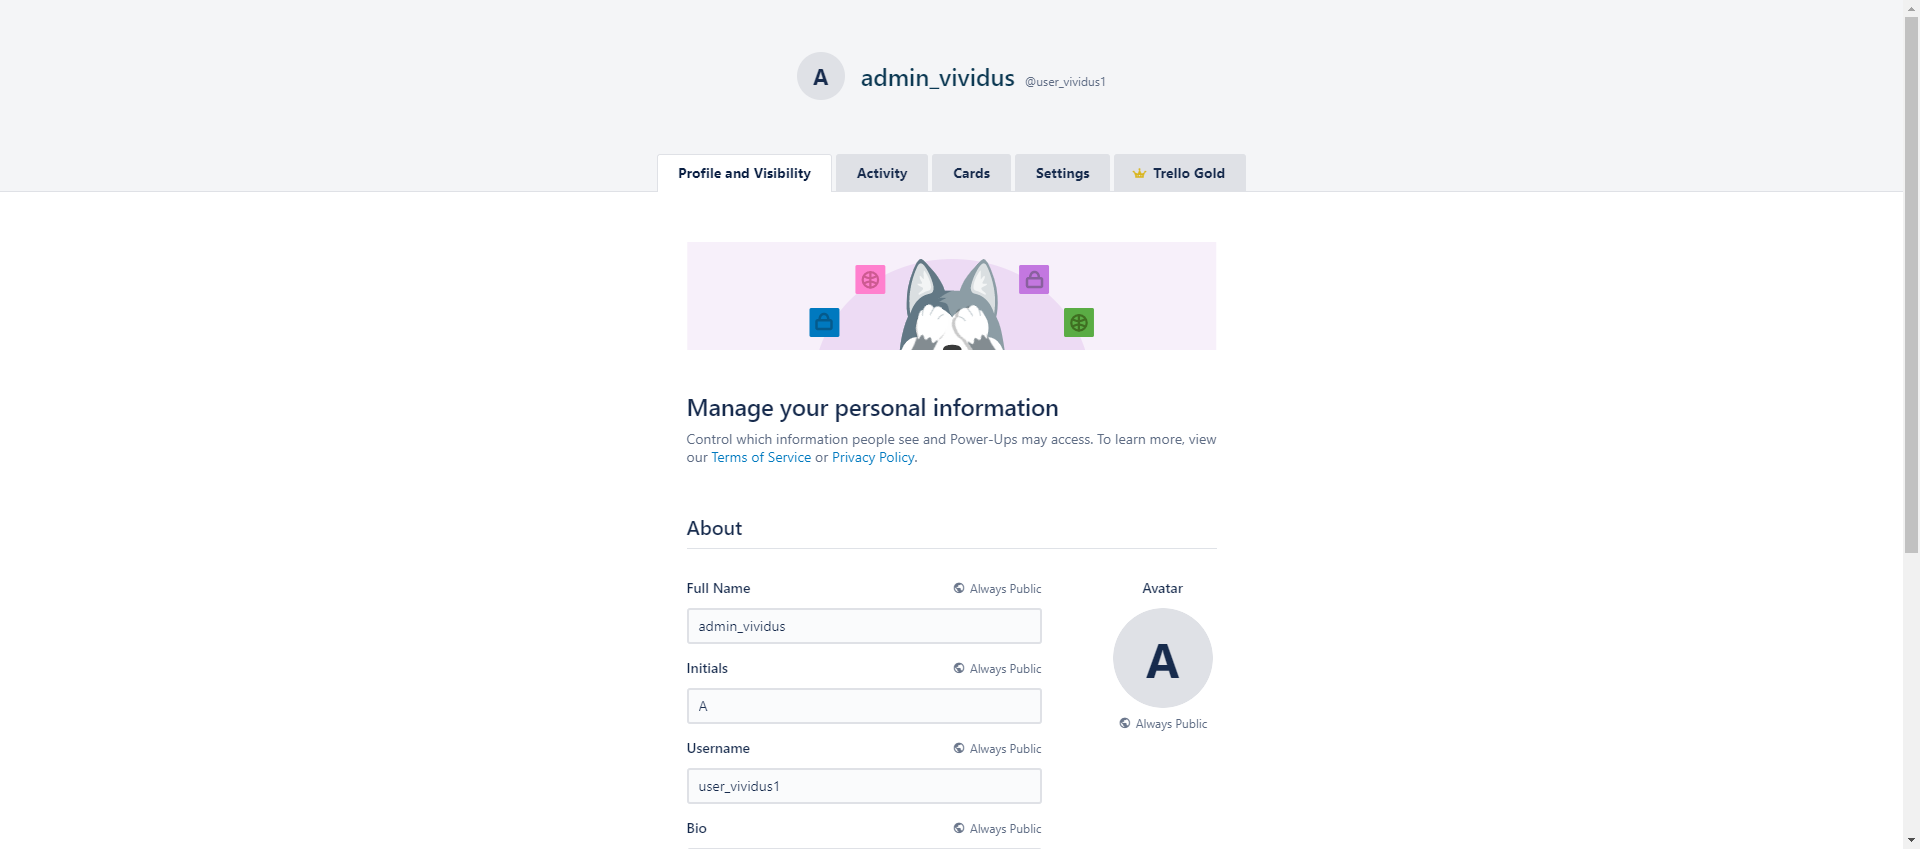 A admin_vividus @user_vividus1
Profile and Visibility Activity Cards Settings Trello Gold
Manage your personal information
Control which information people see and Power-Ups may access. To learn more, view
our Terms of Service or Privacy Policy.
About
Full Name Always Public
admin_vividus
Initials Always Public
A
Username Always Public
user_vividus1
Bio Always Public
Avatar
A
Always Public